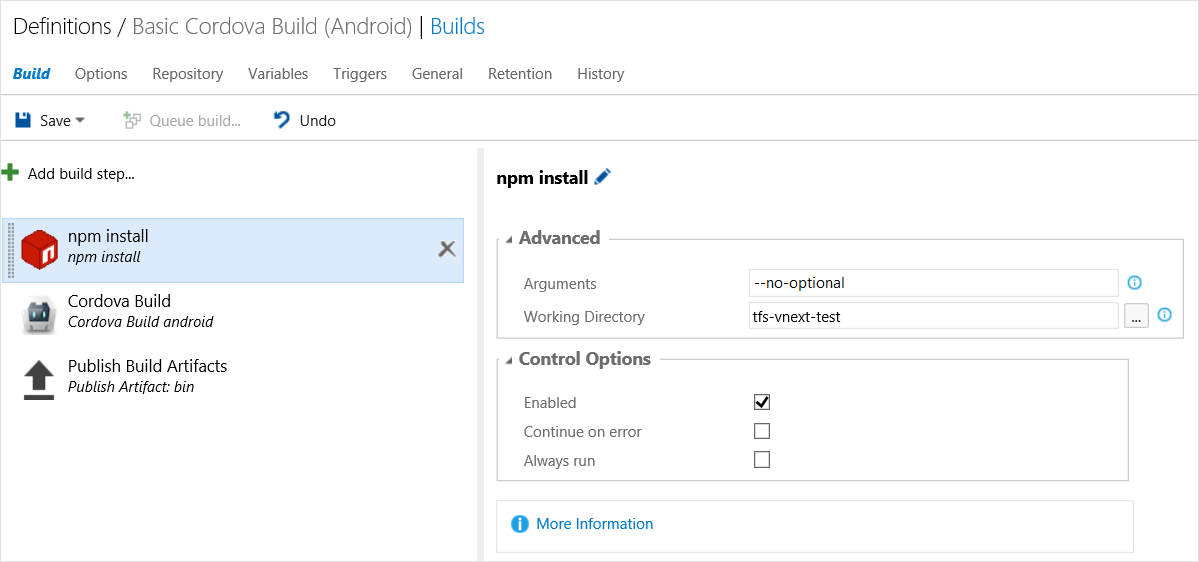 Definitions / Basic Cordova Build (Android) | Builds
Build Options Repository Variables Triggers General Retention History
Save Queue build... Undo
Add build step...
npm install
npm install
Cordova Build
Cordova Build android
Publish Build Artifacts
Publish Artifact: bin
npm install
Advanced
Arguments --no-optional
Working Directory tfs-vnext-test ...
Control Options
Enabled
Continue on error
Always run
More Information